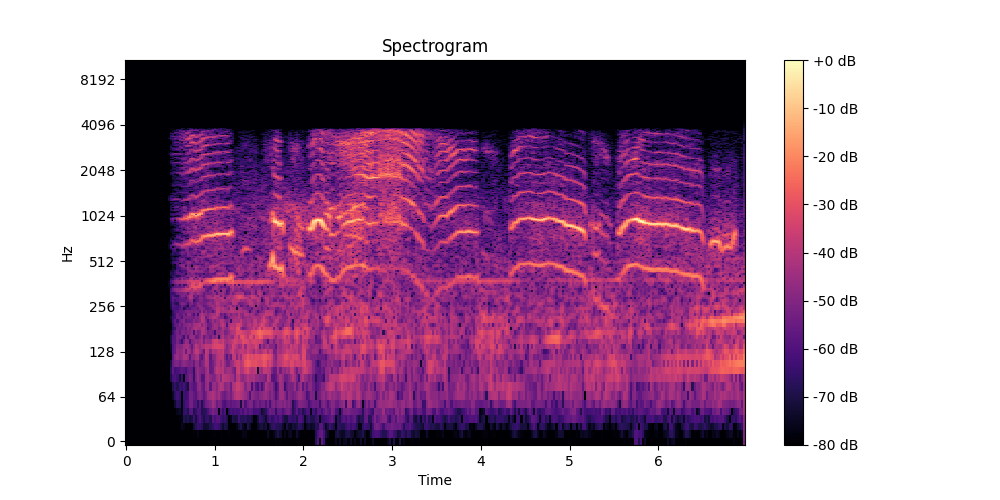 Spectrogram
8192
4096
2048
1024
512
256
128
64
0
Hz
0 1 2 3 4 5 6
Time
+0 dB
-10 dB
-20 dB
-30 dB
-40 dB
-50 dB
-60 dB
-70 dB
-80 dB